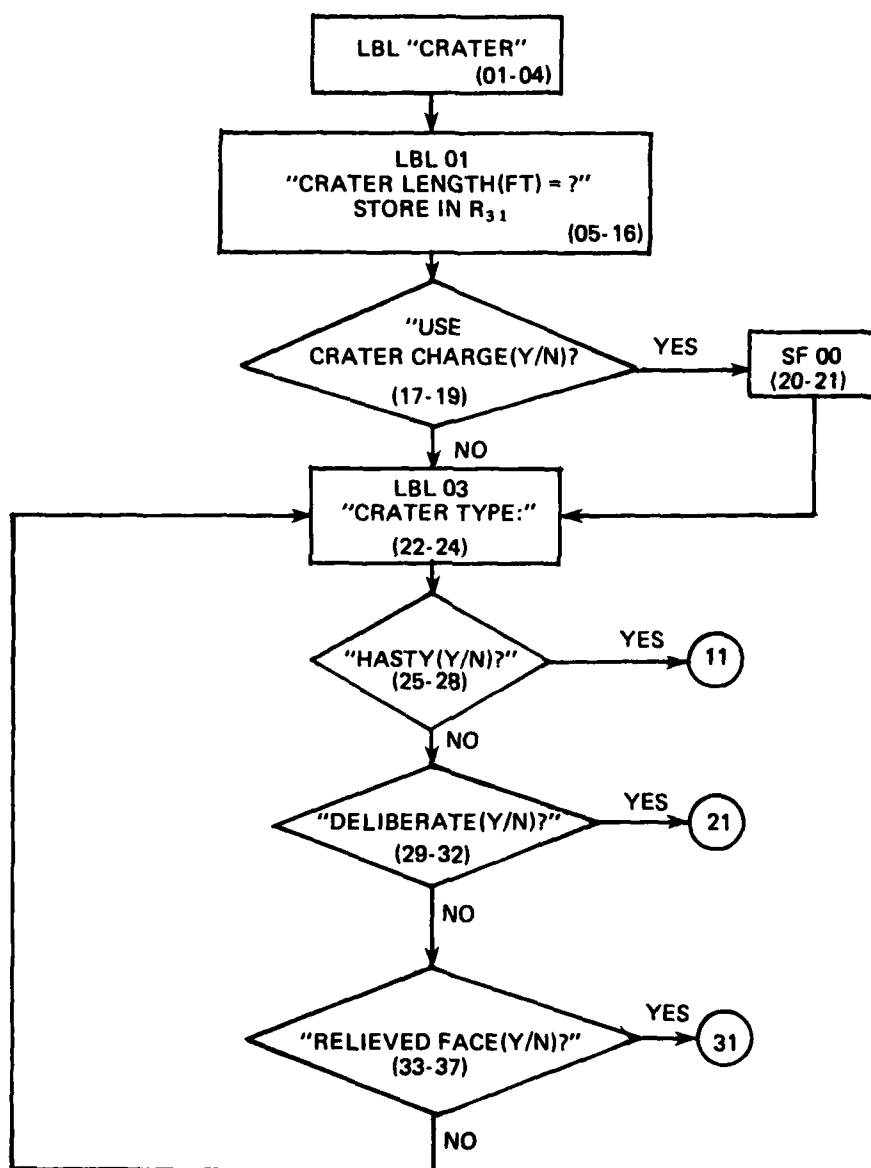 LBL "CRATER"
(01-04)
LBL 01
"CRATER LENGTH(FT) = ?"
STORE IN R₃₁
(05-16)
"USE
CRATER CHARGE(Y/N)?
(17-19)
YES
SF 00
(20-21)
NO
LBL 03
"CRATER TYPE:"
(22-24)
"HASTY(Y/N)?"
(25-28)
YES
11
NO
"DELIBERATE(Y/N)?"
(29-32)
YES
21
NO
"RELIEVED FACE(Y/N)?"
(33-37)
YES
31
NO